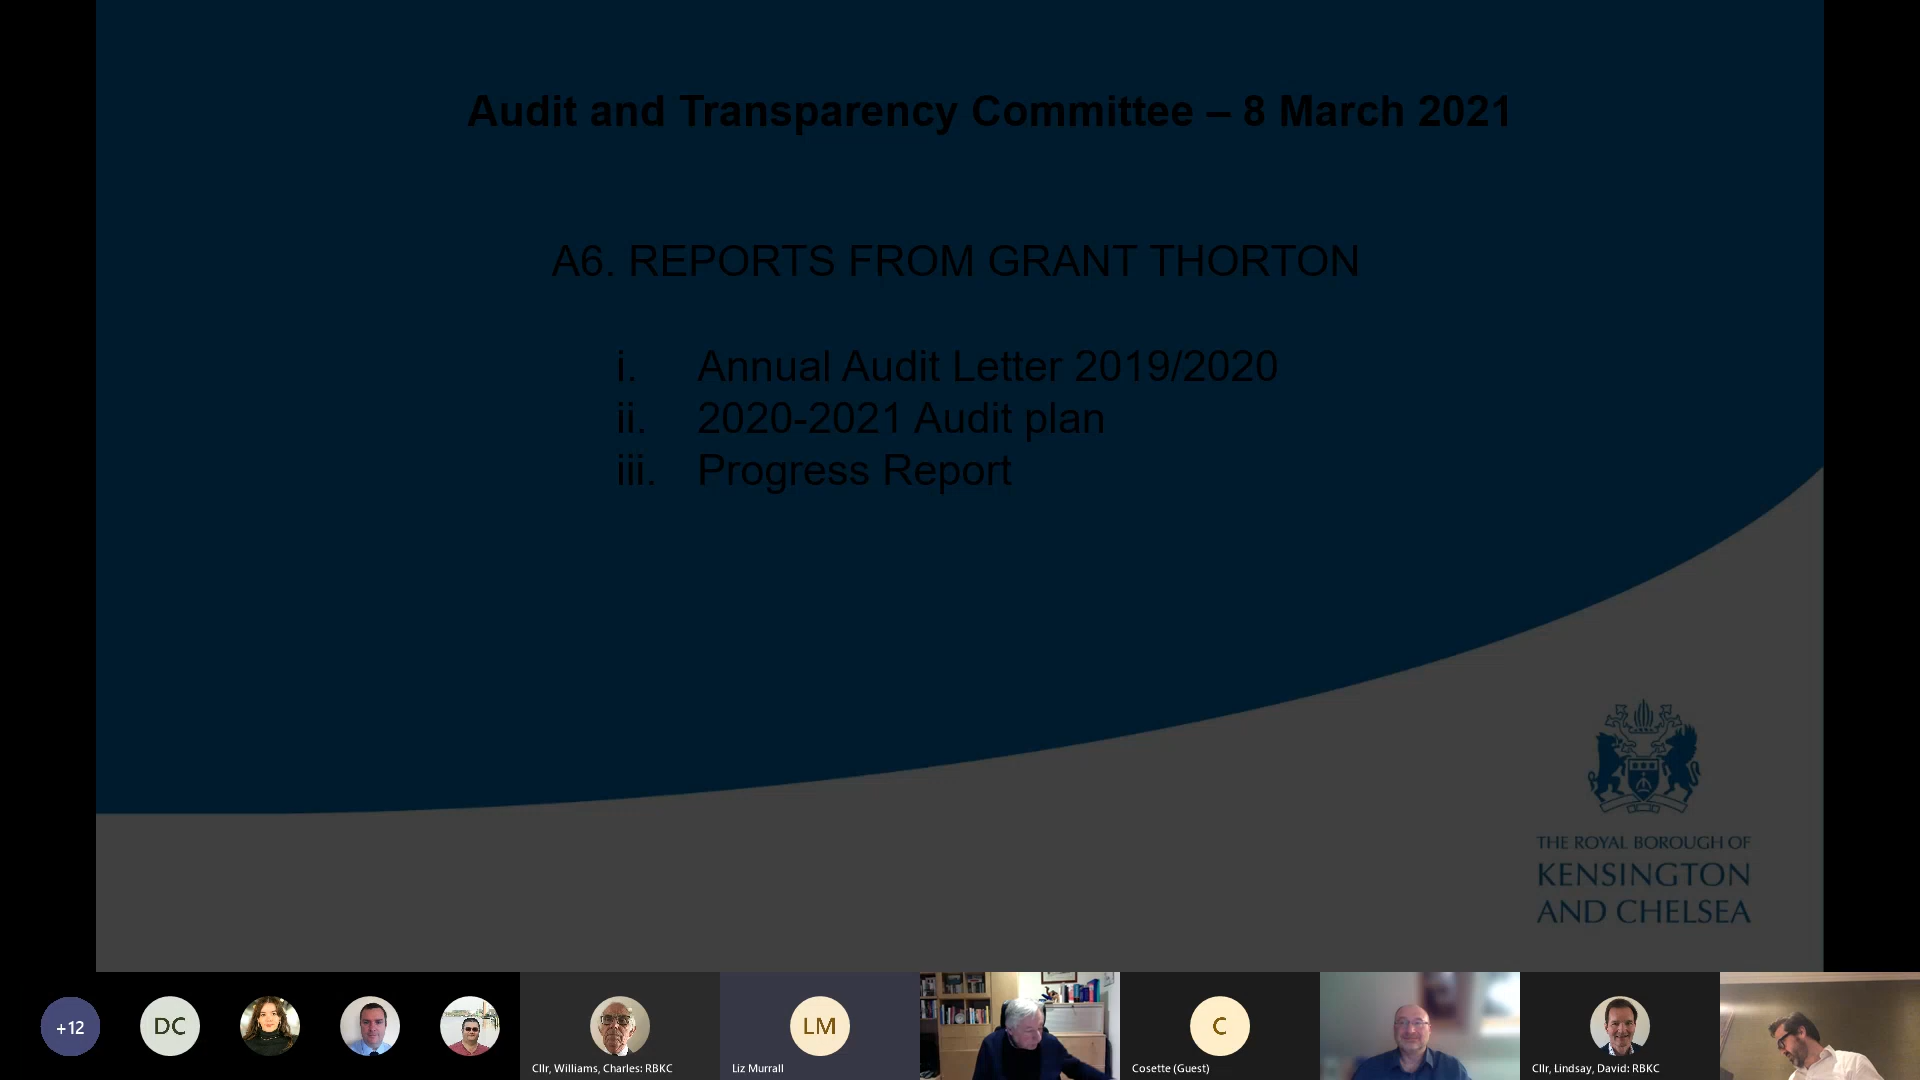 Audit and Transparency Committee – 8 March 2021
A6. REPORTS FROM GRANT THORTON
i. Annual Audit Letter 2019/2020
ii. 2020-2021 Audit plan
iii. Progress Report
THE ROYAL BOROUGH OF
KENSINGTON
AND CHELSEA
+12
DC
LM
C
Cllr, Williams, Charles: RBKC
Liz Murrall
Cosette (Guest)
Cllr, Lindsay, David: RBKC